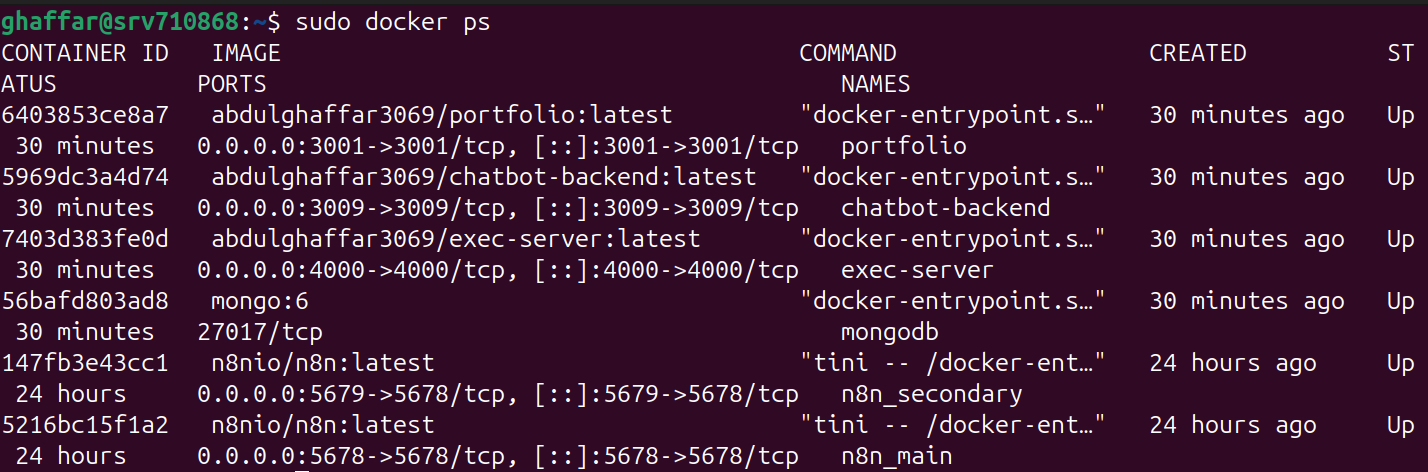 ghaffar@srv710868:~$ sudo docker ps
CONTAINER ID   IMAGE                                     COMMAND                  CREATED          ST
ATUS          PORTS                                         NAMES
6403853ce8a7   abdulghaffar3069/portfolio:latest         "docker-entrypoint.s…"   30 minutes ago   Up
 30 minutes   0.0.0.0:3001->3001/tcp, [::]:3001->3001/tcp   portfolio
5969dc3a4d74   abdulghaffar3069/chatbot-backend:latest   "docker-entrypoint.s…"   30 minutes ago   Up
 30 minutes   0.0.0.0:3009->3009/tcp, [::]:3009->3009/tcp   chatbot-backend
7403d383fe0d   abdulghaffar3069/exec-server:latest       "docker-entrypoint.s…"   30 minutes ago   Up
 30 minutes   0.0.0.0:4000->4000/tcp, [::]:4000->4000/tcp   exec-server
56bafd803ad8   mongo:6                                   "docker-entrypoint.s…"   30 minutes ago   Up
 30 minutes   27017/tcp                                     mongodb
147fb3e43cc1   n8nio/n8n:latest                          "tini -- /docker-ent…"   24 hours ago     Up
 24 hours     0.0.0.0:5679->5678/tcp, [::]:5679->5678/tcp   n8n_secondary
5216bc15f1a2   n8nio/n8n:latest                          "tini -- /docker-ent…"   24 hours ago     Up
 24 hours     0.0.0.0:5678->5678/tcp, [::]:5678->5678/tcp   n8n_main